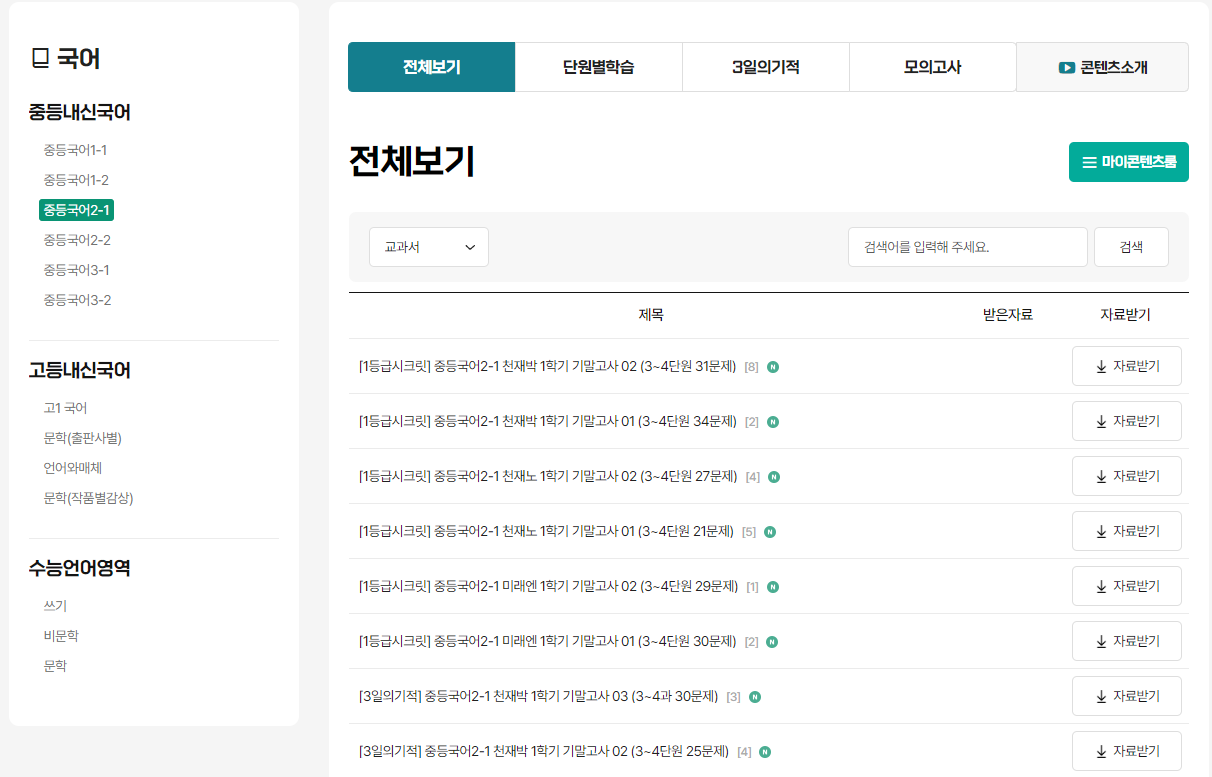 국어
중등내신국어
중등국어1-1
중등국어1-2
중등국어2-1
중등국어2-2
중등국어3-1
중등국어3-2
고등내신국어
고1 국어
문학(출판사별)
언어와매체
문학(작품별감상)
수능언어영역
쓰기
비문학
문학
전체보기 단원별학습 3일의기적 모의고사 콘텐츠소개
전체보기 마이콘텐츠룸
교과서 검색어를 입력해 주세요. 검색
제목 받은자료 자료받기
[1등급시크릿] 중등국어2-1 천재박 1학기 기말고사 02 (3~4단원 31문제) [8] N 자료받기
[1등급시크릿] 중등국어2-1 천재박 1학기 기말고사 01 (3~4단원 34문제) [2] N 자료받기
[1등급시크릿] 중등국어2-1 천재노 1학기 기말고사 02 (3~4단원 27문제) [4] N 자료받기
[1등급시크릿] 중등국어2-1 천재노 1학기 기말고사 01 (3~4단원 21문제) [5] N 자료받기
[1등급시크릿] 중등국어2-1 미래엔 1학기 기말고사 02 (3~4단원 29문제) [1] N 자료받기
[1등급시크릿] 중등국어2-1 미래엔 1학기 기말고사 01 (3~4단원 30문제) [2] N 자료받기
[3일의기적] 중등국어2-1 천재박 1학기 기말고사 03 (3~4과 30문제) [3] N 자료받기
[3일의기적] 중등국어2-1 천재박 1학기 기말고사 02 (3~4단원 25문제) [4] N 자료받기